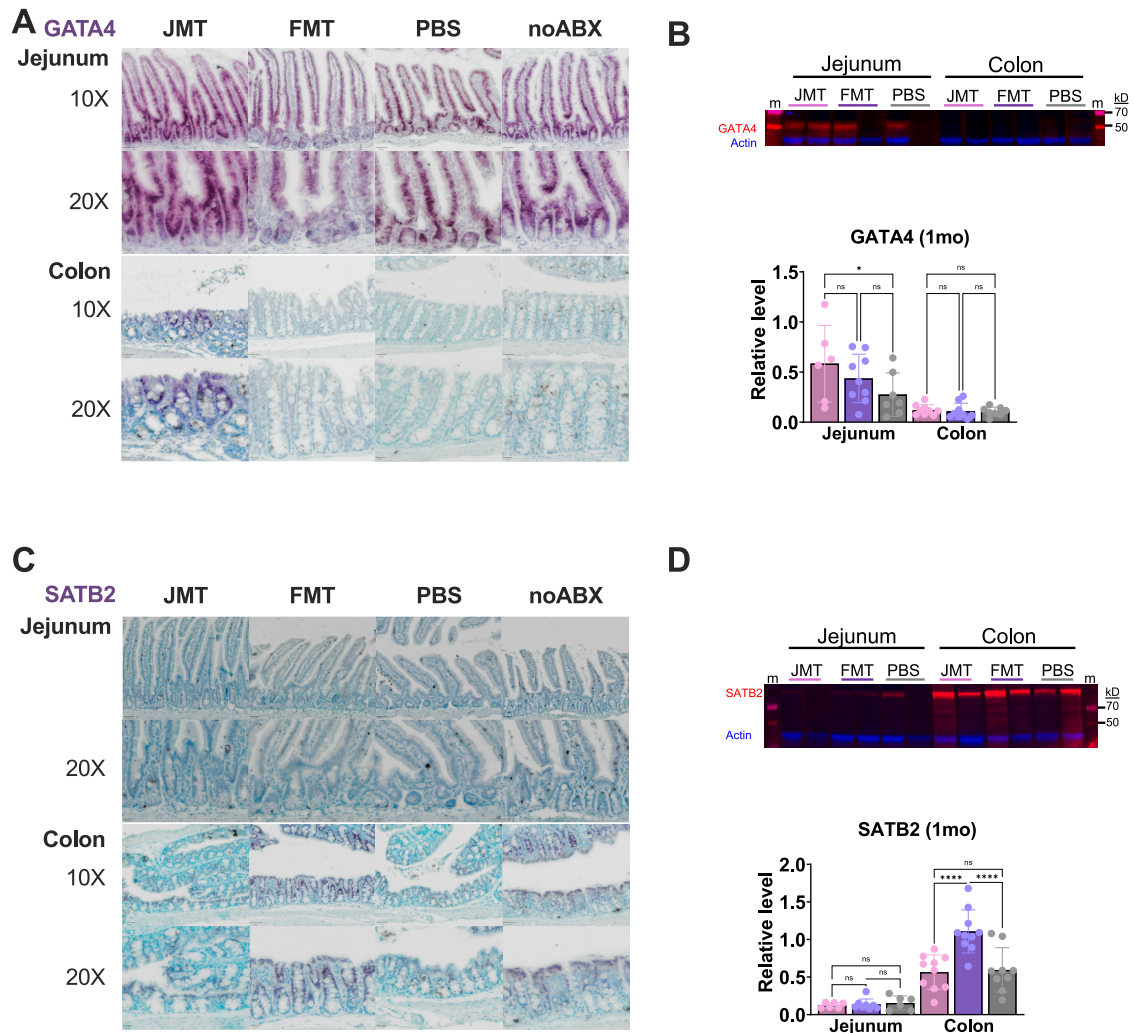 A
GATA4 JMT FMT PBS noABX
Jejunum
10X
20X
Colon
10X
20X
B
Jejunum Colon
JMT FMT PBS JMT FMT PBS
m m kD
70
GATA4 50
Actin
GATA4 (1mo)
Relative level
1.5
1.0
0.5
0.0
*
ns ns
ns
ns ns
Jejunum Colon
C
SATB2 JMT FMT PBS noABX
Jejunum
20X
Colon
10X
20X
D
Jejunum Colon
JMT FMT PBS JMT FMT PBS
m m kD
SATB2
70
50
Actin
SATB2 (1mo)
Relative level
2.0
1.5
1.0
0.5
0.0
ns
ns ns
ns
**** ****
Jejunum Colon